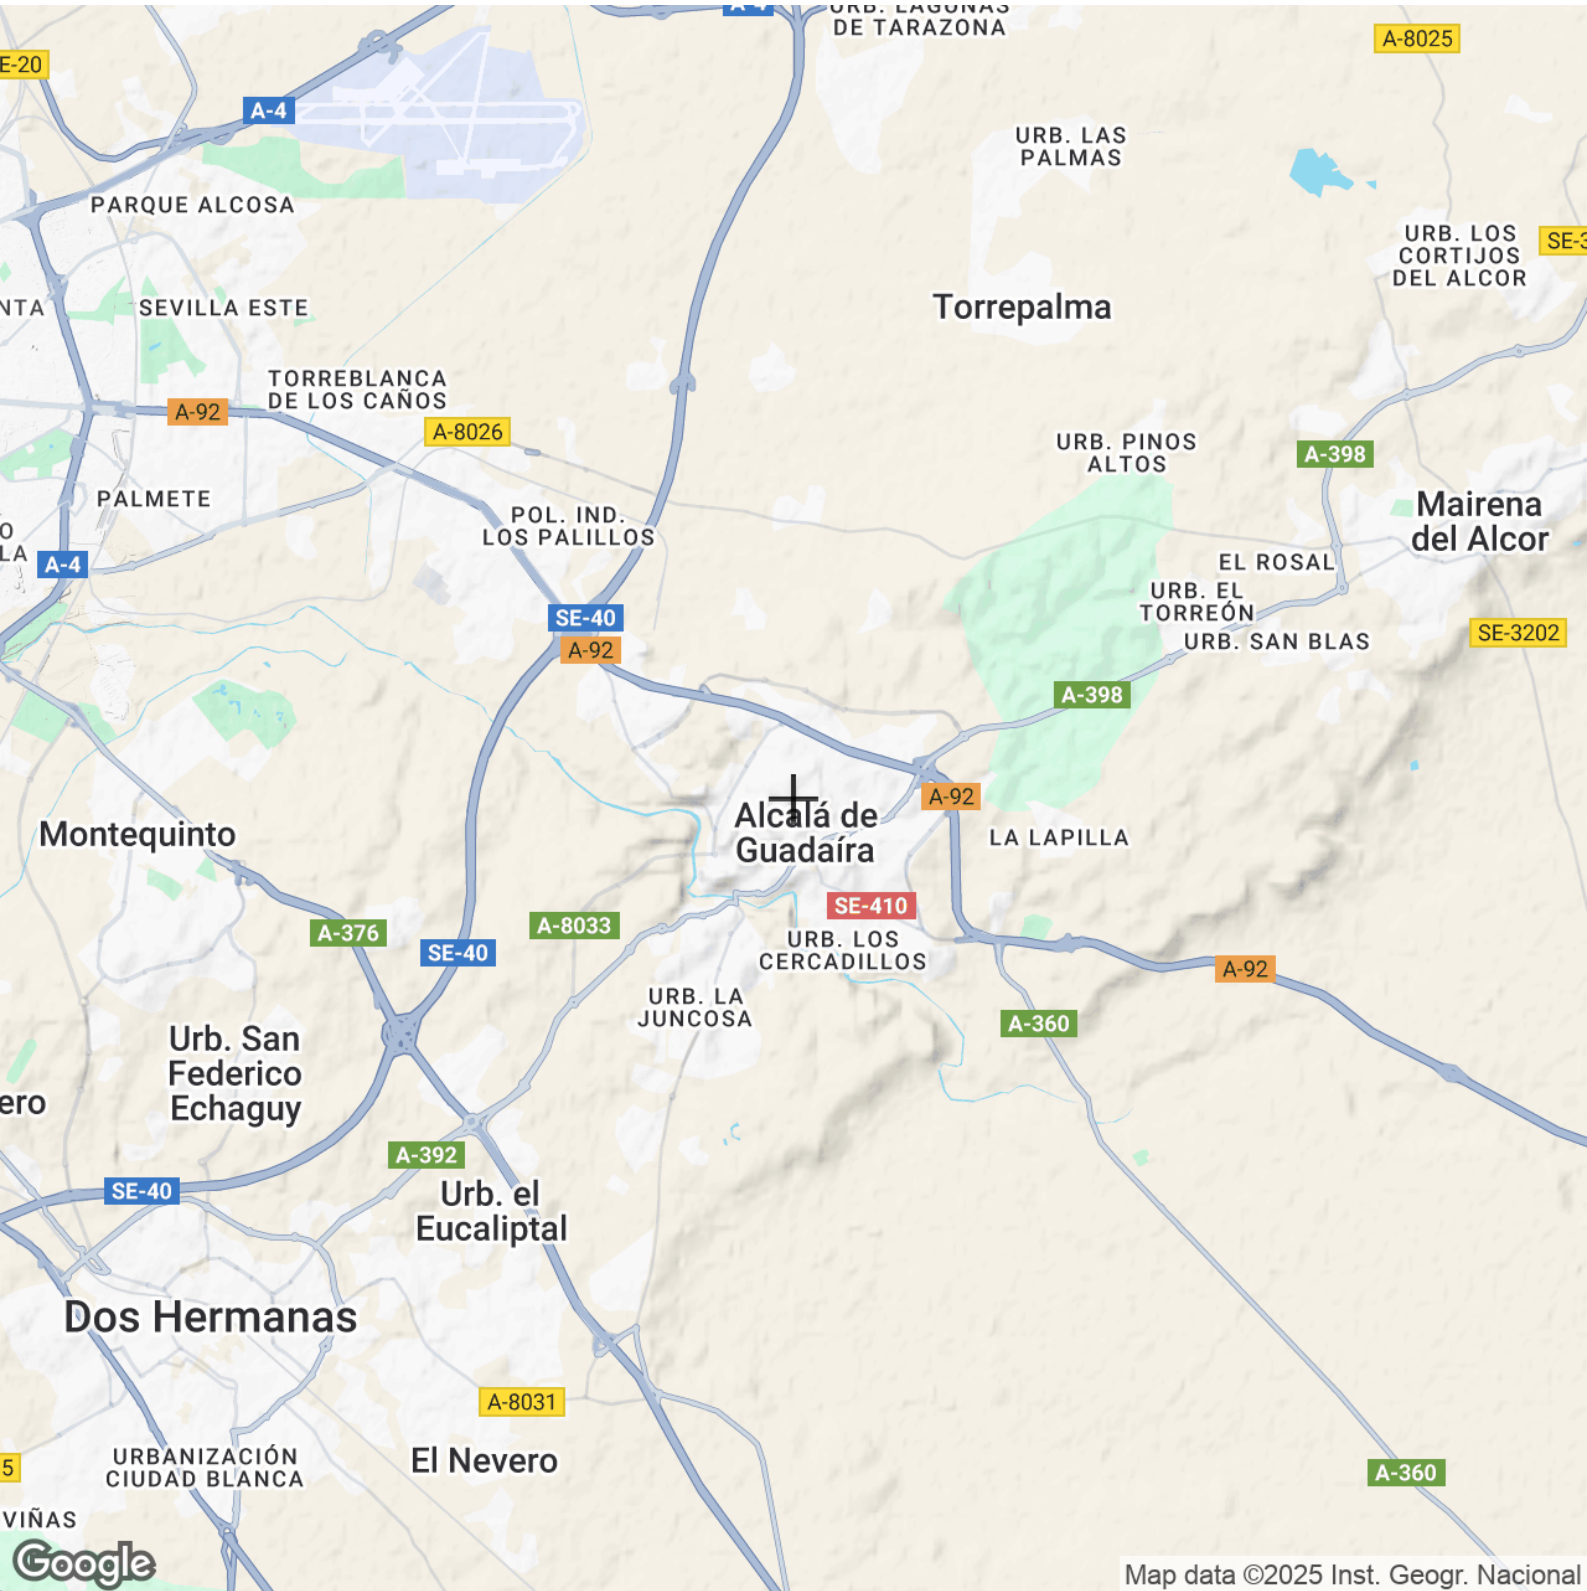 A-4
URB. LAGUNAS
DE TARAZONA
A-8025
E-20
A-4
URB. LAS
PALMAS
PARQUE ALCOSA
URB. LOS
CORTIJOS
DEL ALCOR
SE-3
NTA
SEVILLA ESTE
Torrepalma
TORREBLANCA
DE LOS CAÑOS
A-92
A-8026
URB. PINOS
ALTOS
A-398
PALMETE
POL. IND.
LOS PALILLOS
Mairena
del Alcor
O
LA
A-4
EL ROSAL
URB. EL
TORREÓN
SE-40
A-92
URB. SAN BLAS
SE-3202
A-398
A-92
Alcalá de
Guadaíra
Montequinto
LA LAPILLA
SE-410
A-8033
A-376
SE-40
URB. LOS
CERCADILLOS
A-92
URB. LA
JUNCOSA
A-360
Urb. San
Federico
Echaguy
ero
A-392
SE-40
Urb. el
Eucaliptal
Dos Hermanas
A-8031
URBANIZACIÓN
CIUDAD BLANCA
El Nevero
5
A-360
VIÑAS
Google
Map data ©2025 Inst. Geogr. Nacional